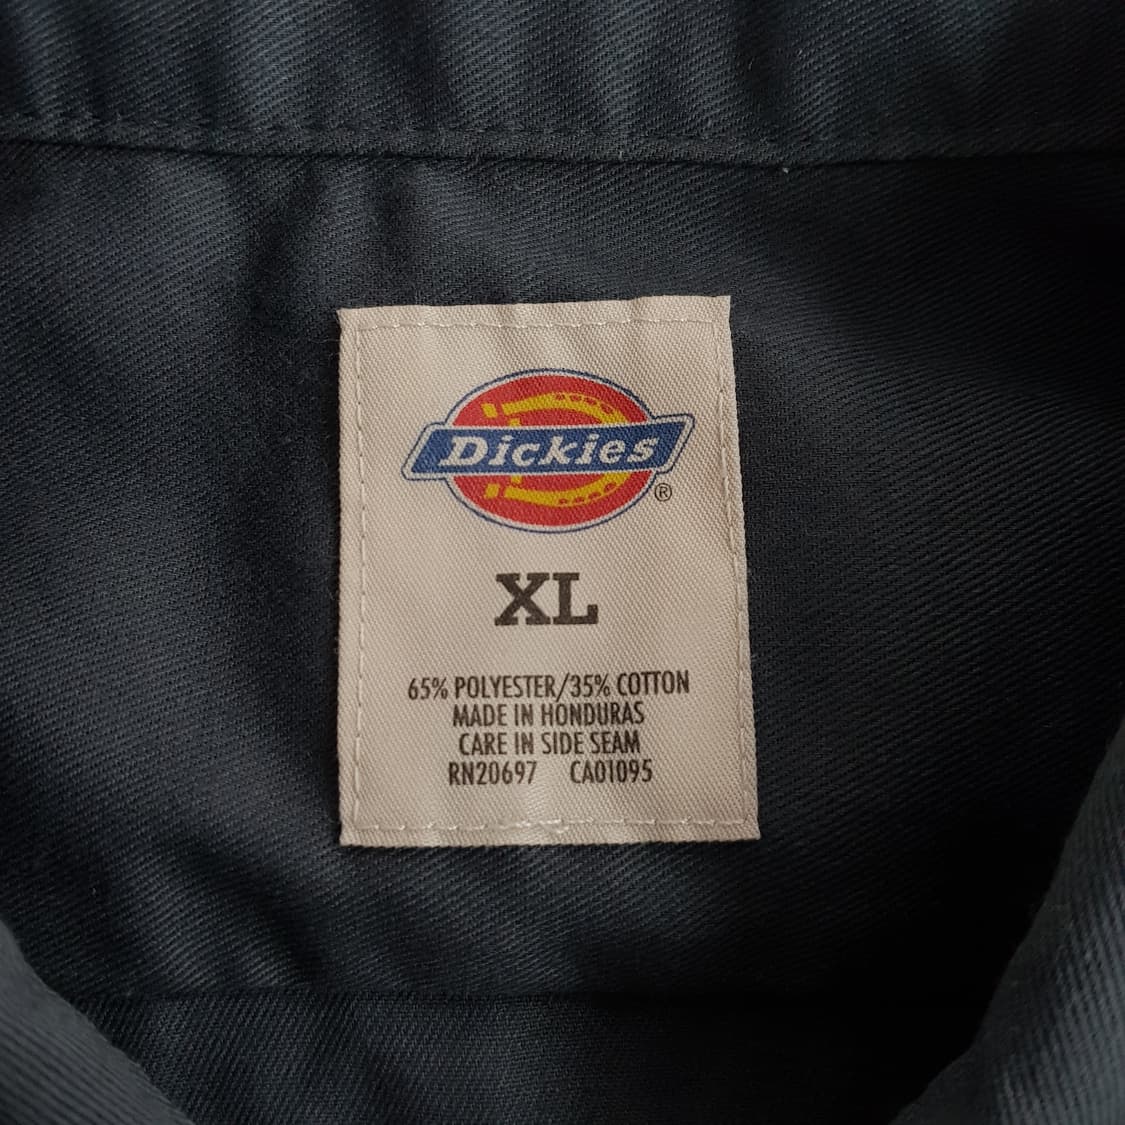 Dickies
®
XL
65% POLYESTER/35% COTTON
MADE IN HONDURAS
CARE IN SIDE SEAM
RN20697 CA01095